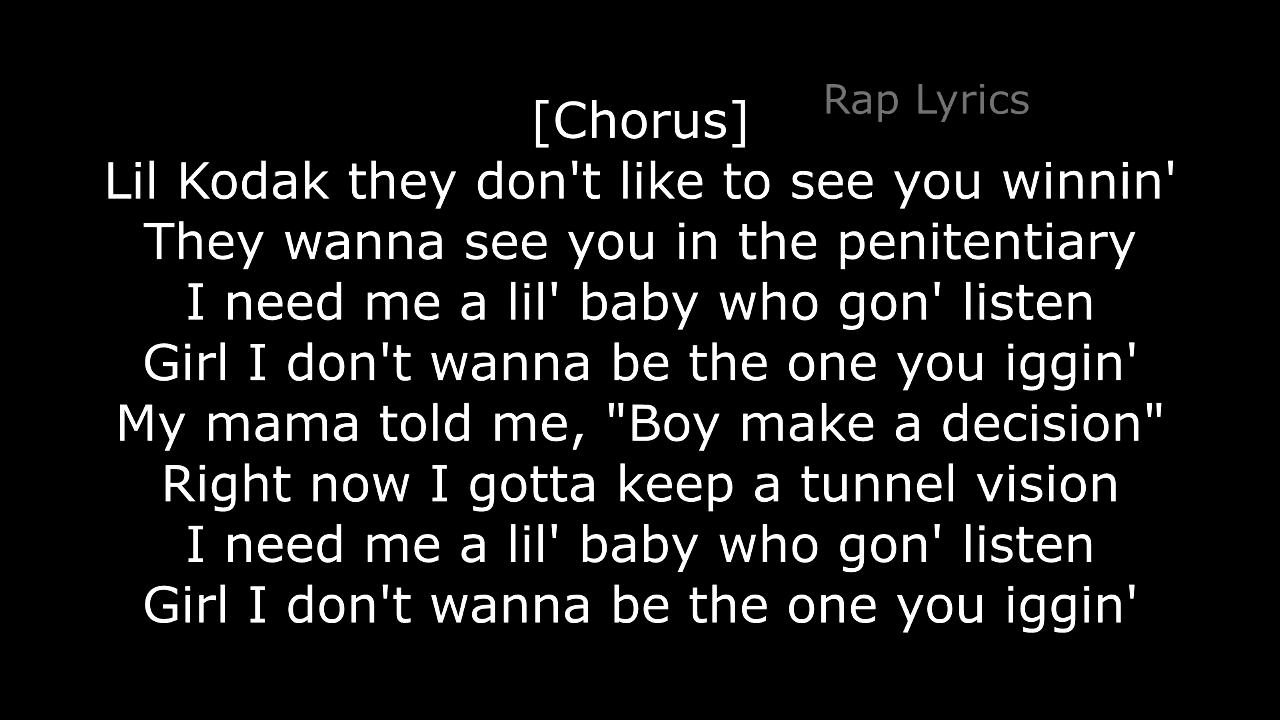 Rap Lyrics
[Chorus]
Lil Kodak they don't like to see you winnin'
They wanna see you in the penitentiary
I need me a lil' baby who gon' listen
Girl I don't wanna be the one you iggin'
My mama told me, "Boy make a decision"
Right now I gotta keep a tunnel vision
I need me a lil' baby who gon' listen
Girl I don't wanna be the one you iggin'